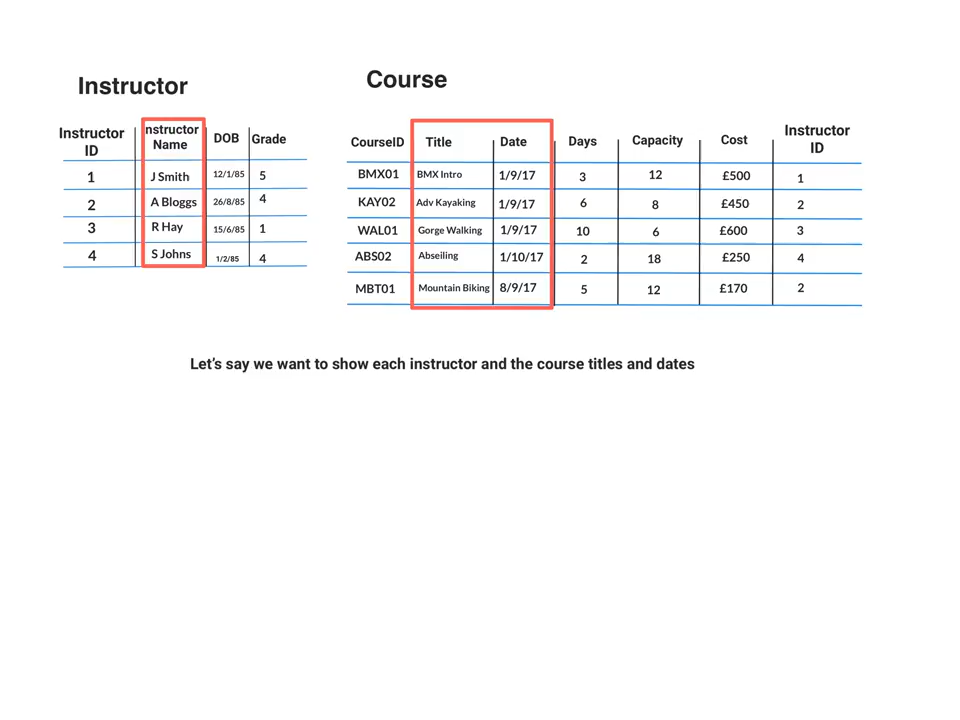 Instructor
Course
Instructor ID nstructor Name DOB Grade
1 J Smith 12/1/85 5
2 A Bloggs 26/8/85 4
3 R Hay 15/6/85 1
4 S Johns 1/2/85 4
CourseID Title Date Days Capacity Cost Instructor ID
BMX01 BMX Intro 1/9/17 3 12 £500 1
KAY02 Adv Kayaking 1/9/17 6 8 £450 2
WAL01 Gorge Walking 1/9/17 10 6 £600 3
ABS02 Abseiling 1/10/17 2 18 £250 4
MBT01 Mountain Biking 8/9/17 5 12 £170 2
Let's say we want to show each instructor and the course titles and dates